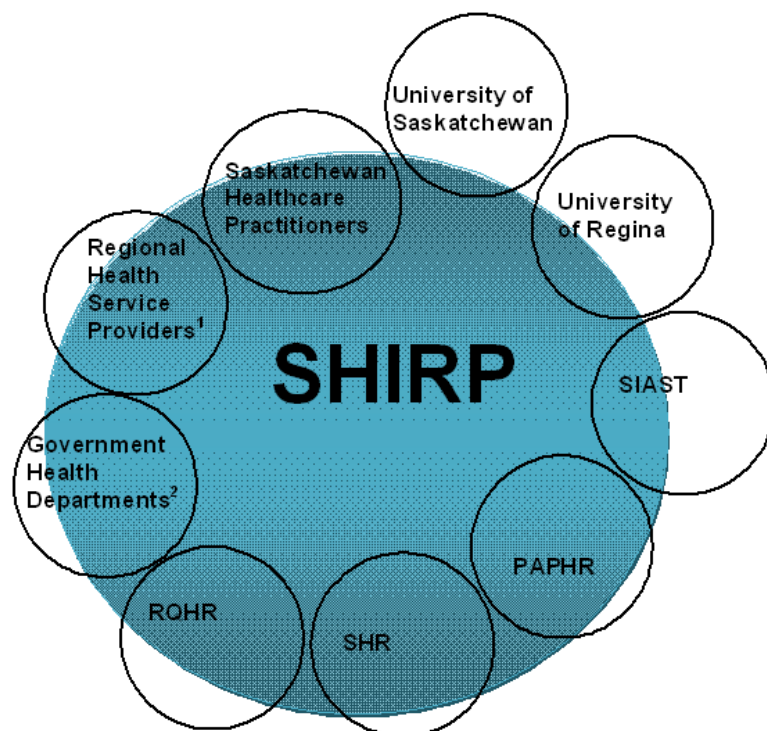 University of
Saskatchewan
Saskatchewan
Healthcare
Practitioners
University
of Regina
Regional
Health
Service
Providers¹
SHIRP
SIAST
Government
Health
Departments²
PAPHR
RQHR
SHR